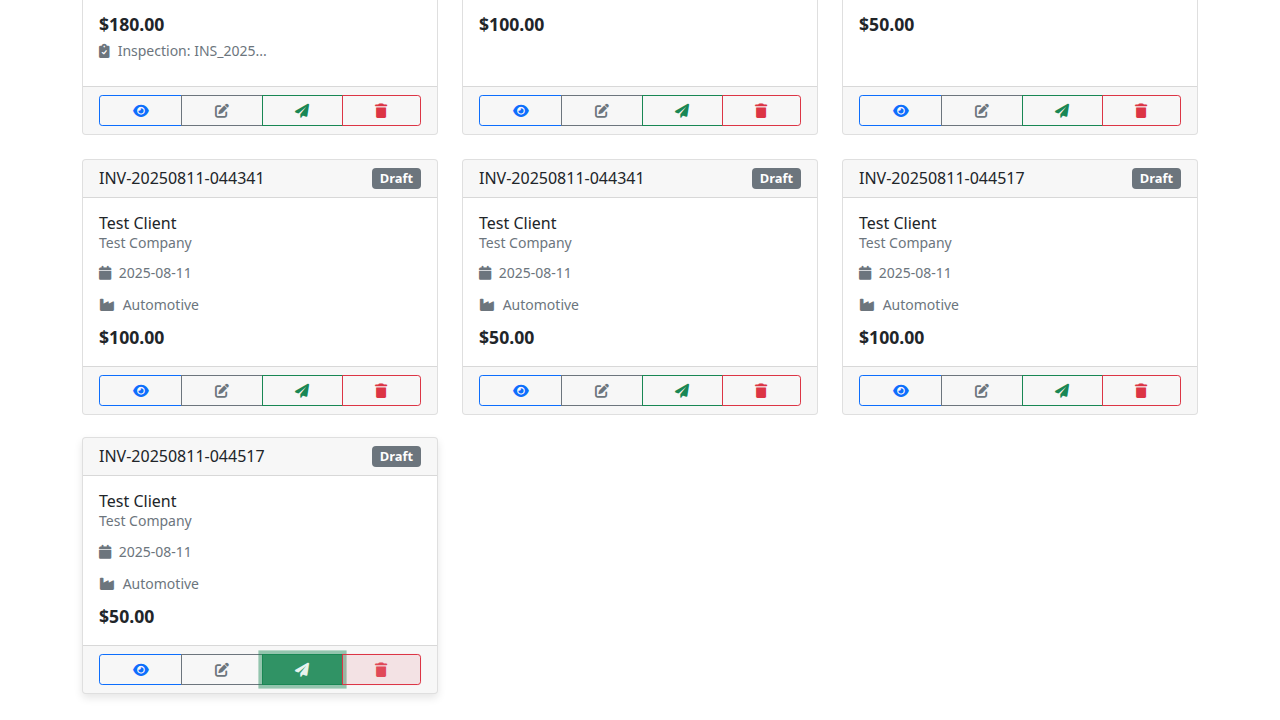 $180.00
Inspection: INS_2025...
$100.00
$50.00
INV-20250811-044341
Draft
Test Client
Test Company
2025-08-11
Automotive
$100.00
INV-20250811-044341
Draft
Test Client
Test Company
2025-08-11
Automotive
$50.00
INV-20250811-044517
Draft
Test Client
Test Company
2025-08-11
Automotive
$100.00
INV-20250811-044517
Draft
Test Client
Test Company
2025-08-11
Automotive
$50.00